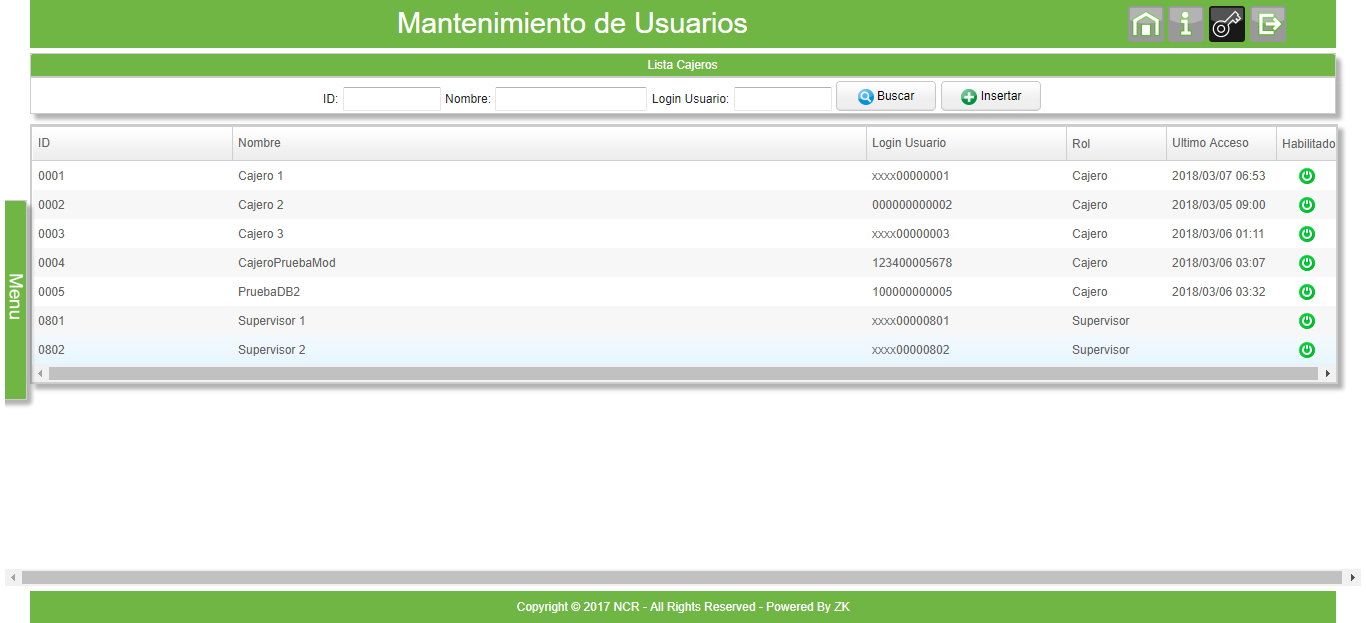 Mantenimiento de Usuarios
Lista Cajeros
ID: Nombre: Login Usuario: Buscar Insertar
ID Nombre Login Usuario Rol Ultimo Acceso Habilitado
0001 Cajero 1 xxxx00000001 Cajero 2018/03/07 06:53
0002 Cajero 2 000000000002 Cajero 2018/03/05 09:00
0003 Cajero 3 xxxx00000003 Cajero 2018/03/06 01:11
0004 CajeroPruebaMod 123400005678 Cajero 2018/03/06 03:07
0005 PruebaDB2 100000000005 Cajero 2018/03/06 03:32
0801 Supervisor 1 xxxx00000801 Supervisor
0802 Supervisor 2 xxxx00000802 Supervisor
Menu
Copyright © 2017 NCR - All Rights Reserved - Powered By ZK